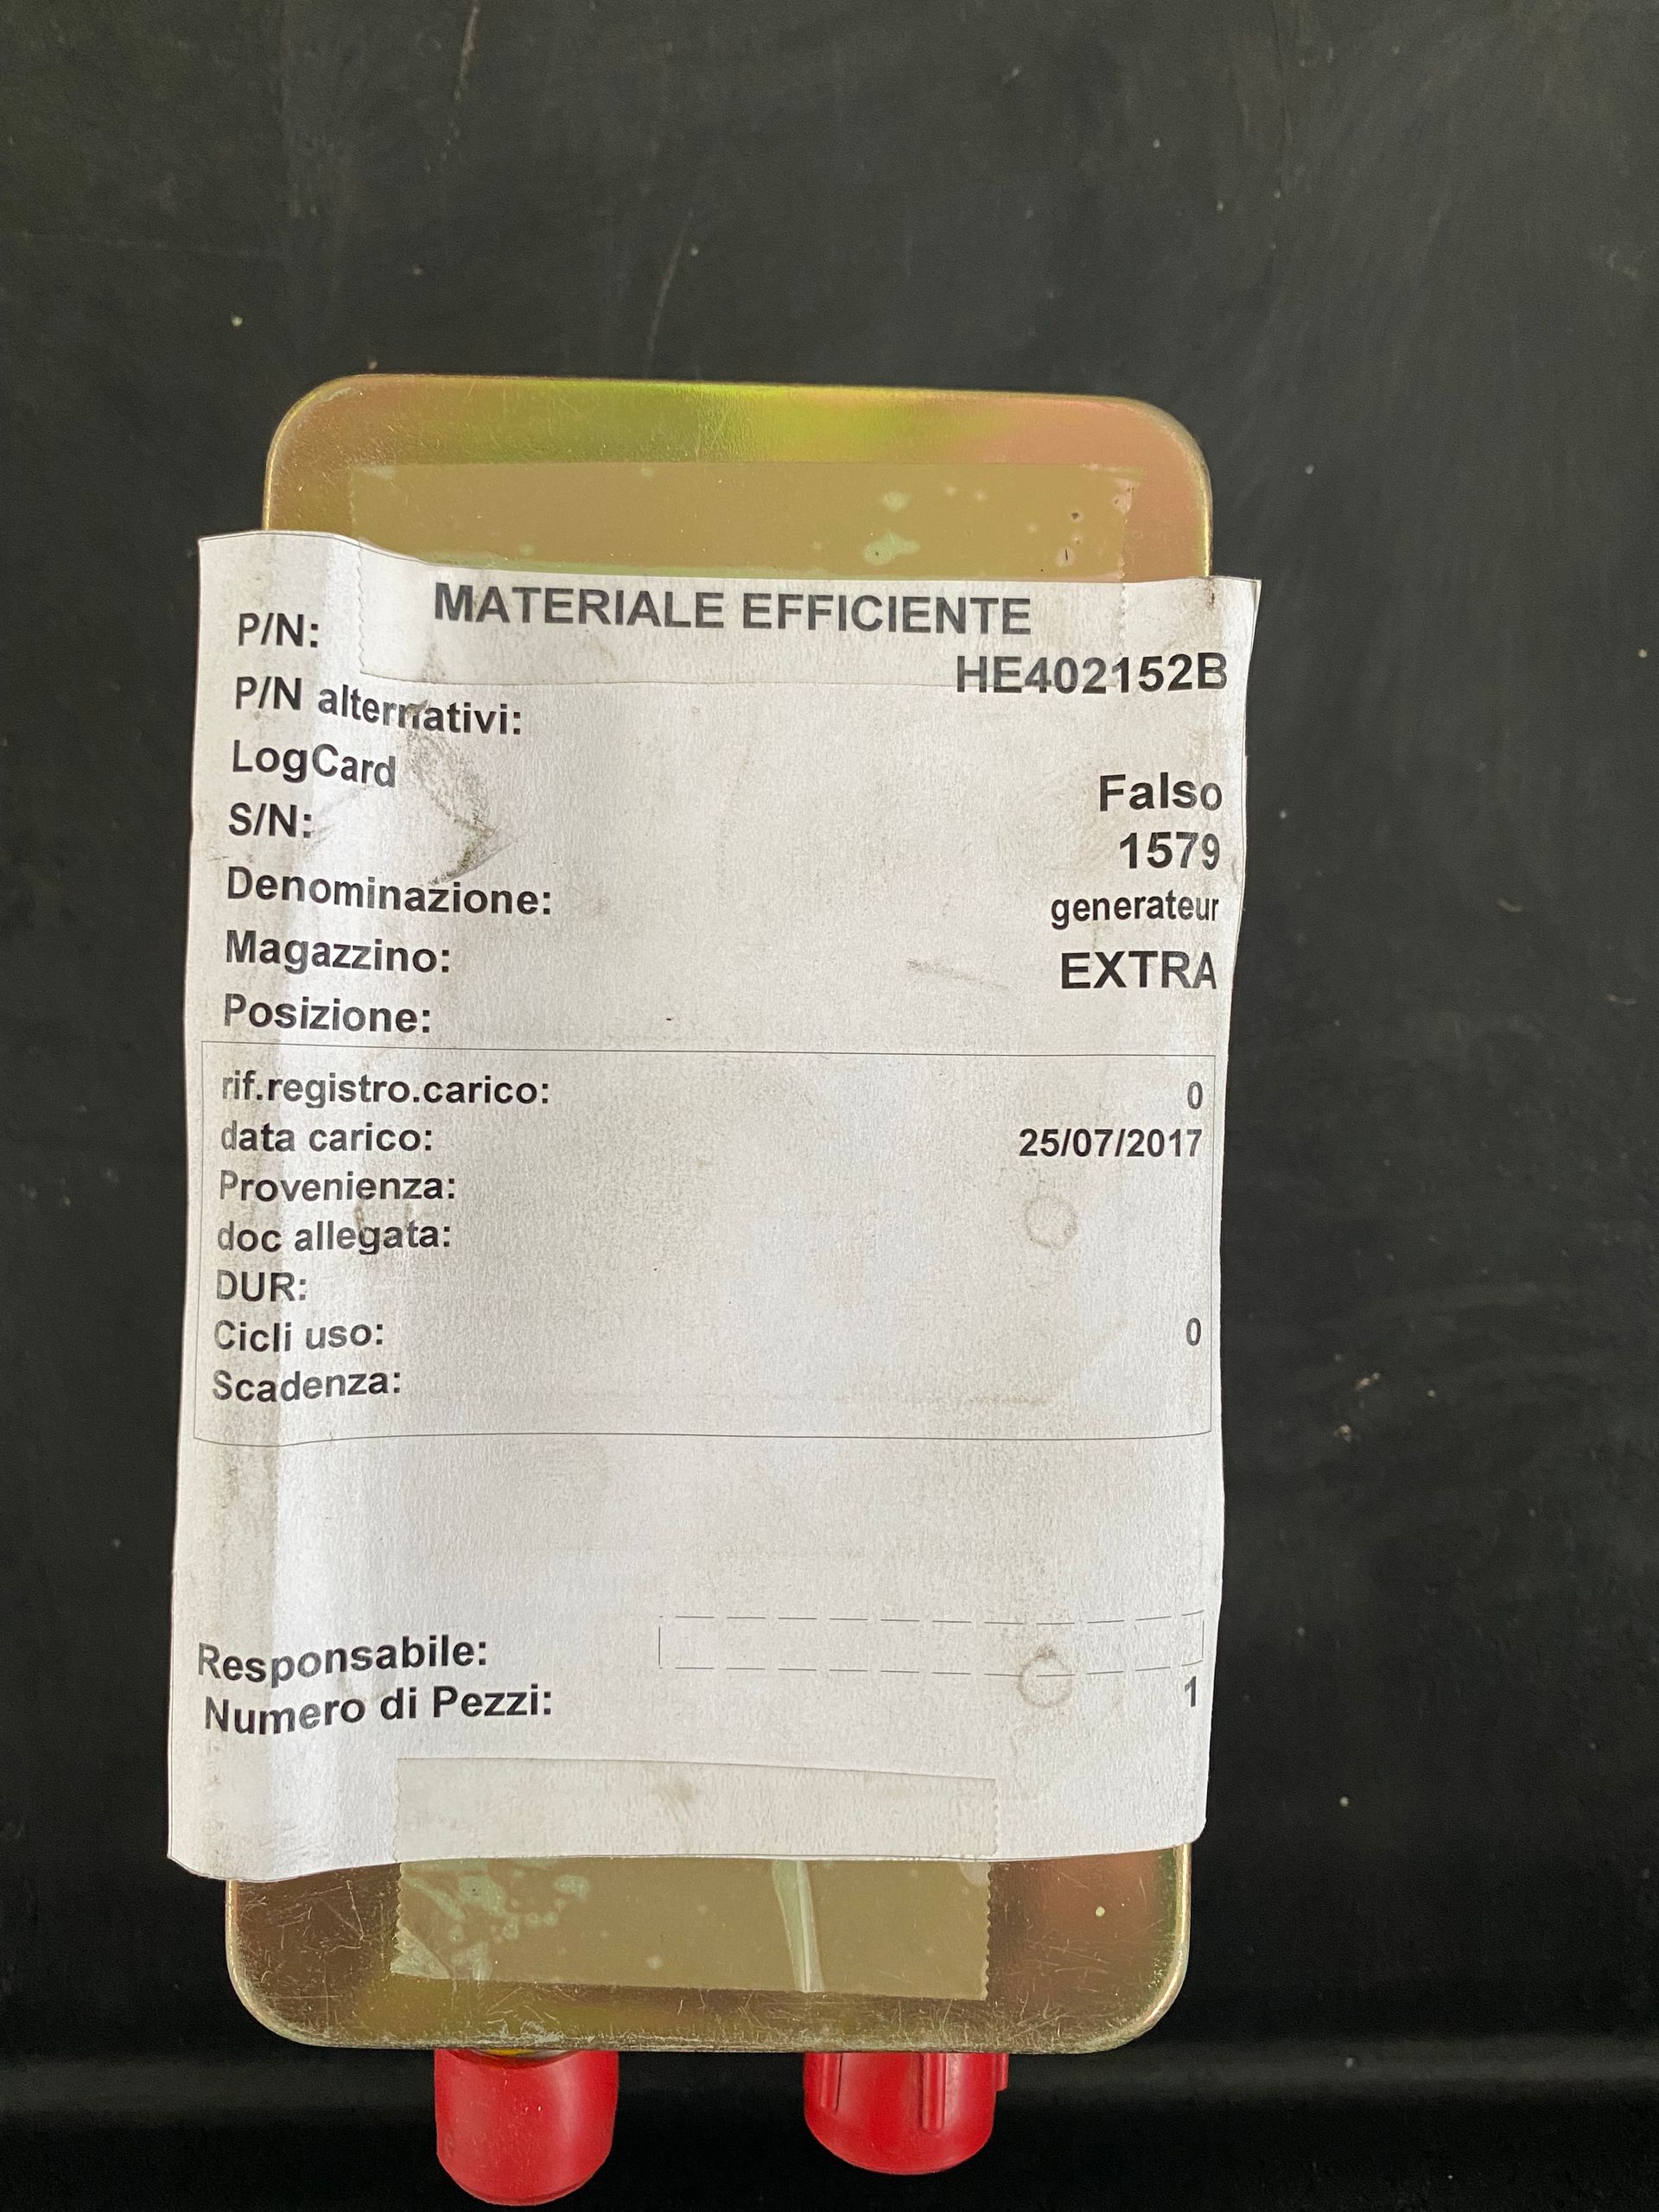 MATERIALE EFFICIENTE
P/N: HE402152B
P/N alternativi:
LogCard Falso
S/N: 1579
Denominazione: generateur
Magazzino: EXTRA
Posizione:
rif.registro.carico: 0
data carico: 25/07/2017
Provenienza:
doc allegata:
DUR:
Cicli uso: 0
Scadenza:
Responsabile:
Numero di Pezzi: 1